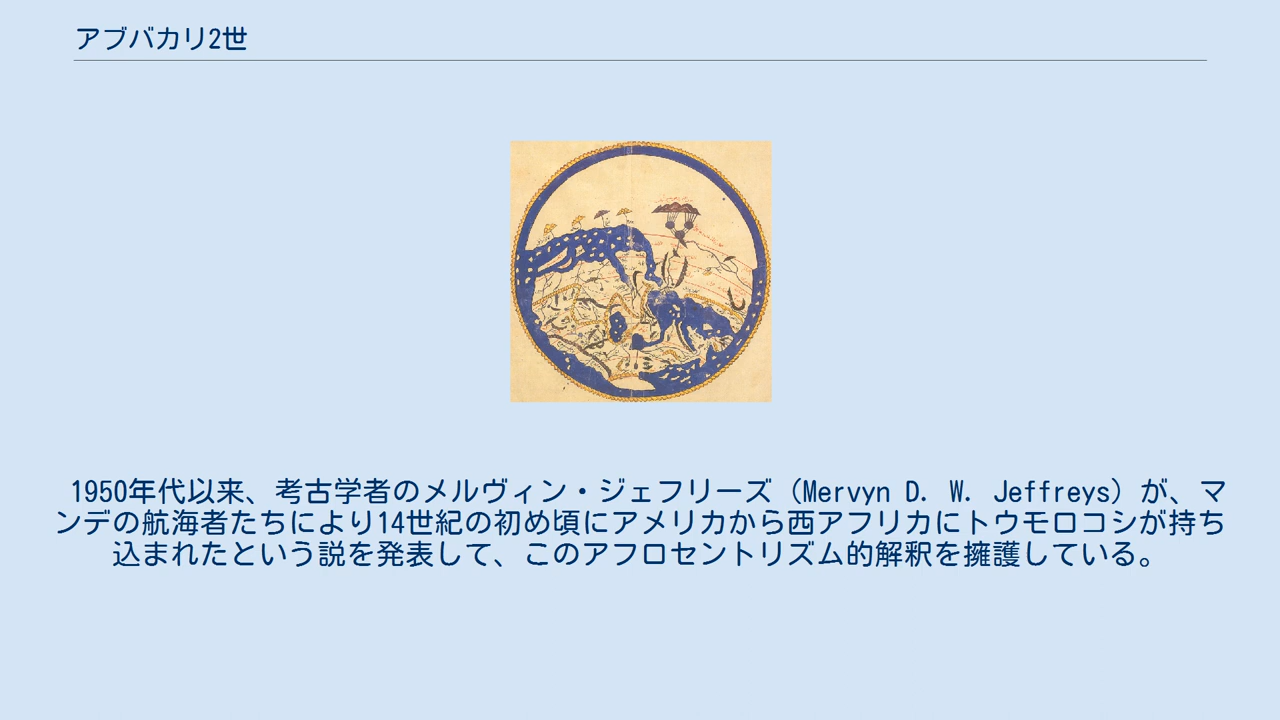 アブバカリ2世
1950年代以来、考古学者のメルヴィン・ジェフリーズ（Mervyn D. W. Jeffreys）が、マ
ンデの航海者たちにより14世紀の初め頃にアメリカから西アフリカにトウモロコシが持ち
込まれたという説を発表して、このアフロセントリズム的解釈を擁護している。